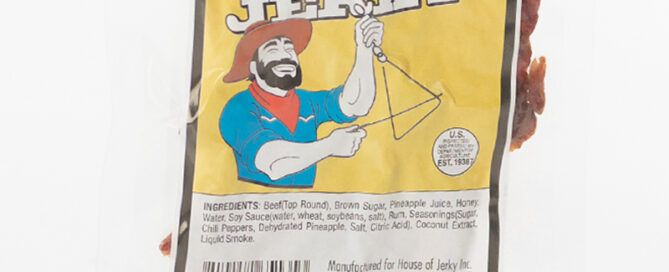 JERKY
U.S.
INSPECTED
AND PASSED BY
DEPARTMENT OF
AGRICULTURE
EST. 19387
INGREDIENTS: Beef(Top Round), Brown Sugar, Pineapple Juice, Honey,
Water, Soy Sauce(water, wheat, soybeans, salt), Rum, Seasonings(Sugar,
Chili Peppers, Dehydrated Pineapple, Salt, Citric Acid), Coconut Extract,
Liquid Smoke.
Manufactured for House of Jerky Inc.